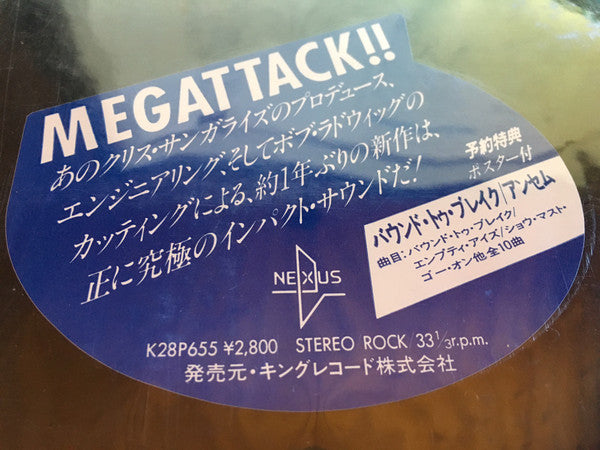 MEGATTACK!!
あのクリス・サンガライズのプロデュース、
エンジニアリング、そしてボブ・ラドウィッグの
カッティングによる、約1年ぶりの新作は、
正に究極のインパクト・サウンドだ!
予約特典
ポスター付
バウンド・トゥ・ブレイク/アンセム
曲目:バウンド・トゥ・ブレイク/
エンプティ・アイズ/ショウ・マスト・
ゴー・オン他全10曲
NEXUS
K28P655 ¥2,800 STEREO ROCK/33 1/3r.p.m.
発売元・キングレコード株式会社